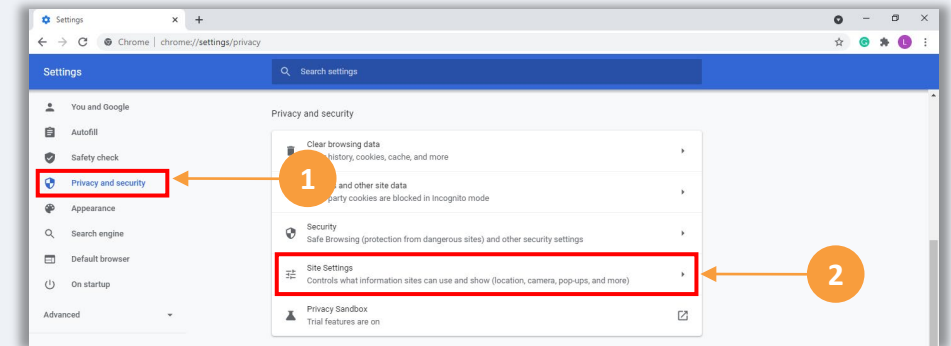 Settings
Chrome | chrome://settings/privacy
L
Settings
Search settings
You and Google
Autofill
Safety check
Privacy and security
Appearance
Search engine
Default browser
On startup
Advanced
Privacy and security
Clear browsing data
history, cookies, cache, and more
1
and other site data
party cookies are blocked in Incognito mode
Security
Safe Browsing (protection from dangerous sites) and other security settings
Site Settings
Controls what information sites can use and show (location, camera, pop-ups, and more)
2
Privacy Sandbox
Trial features are on